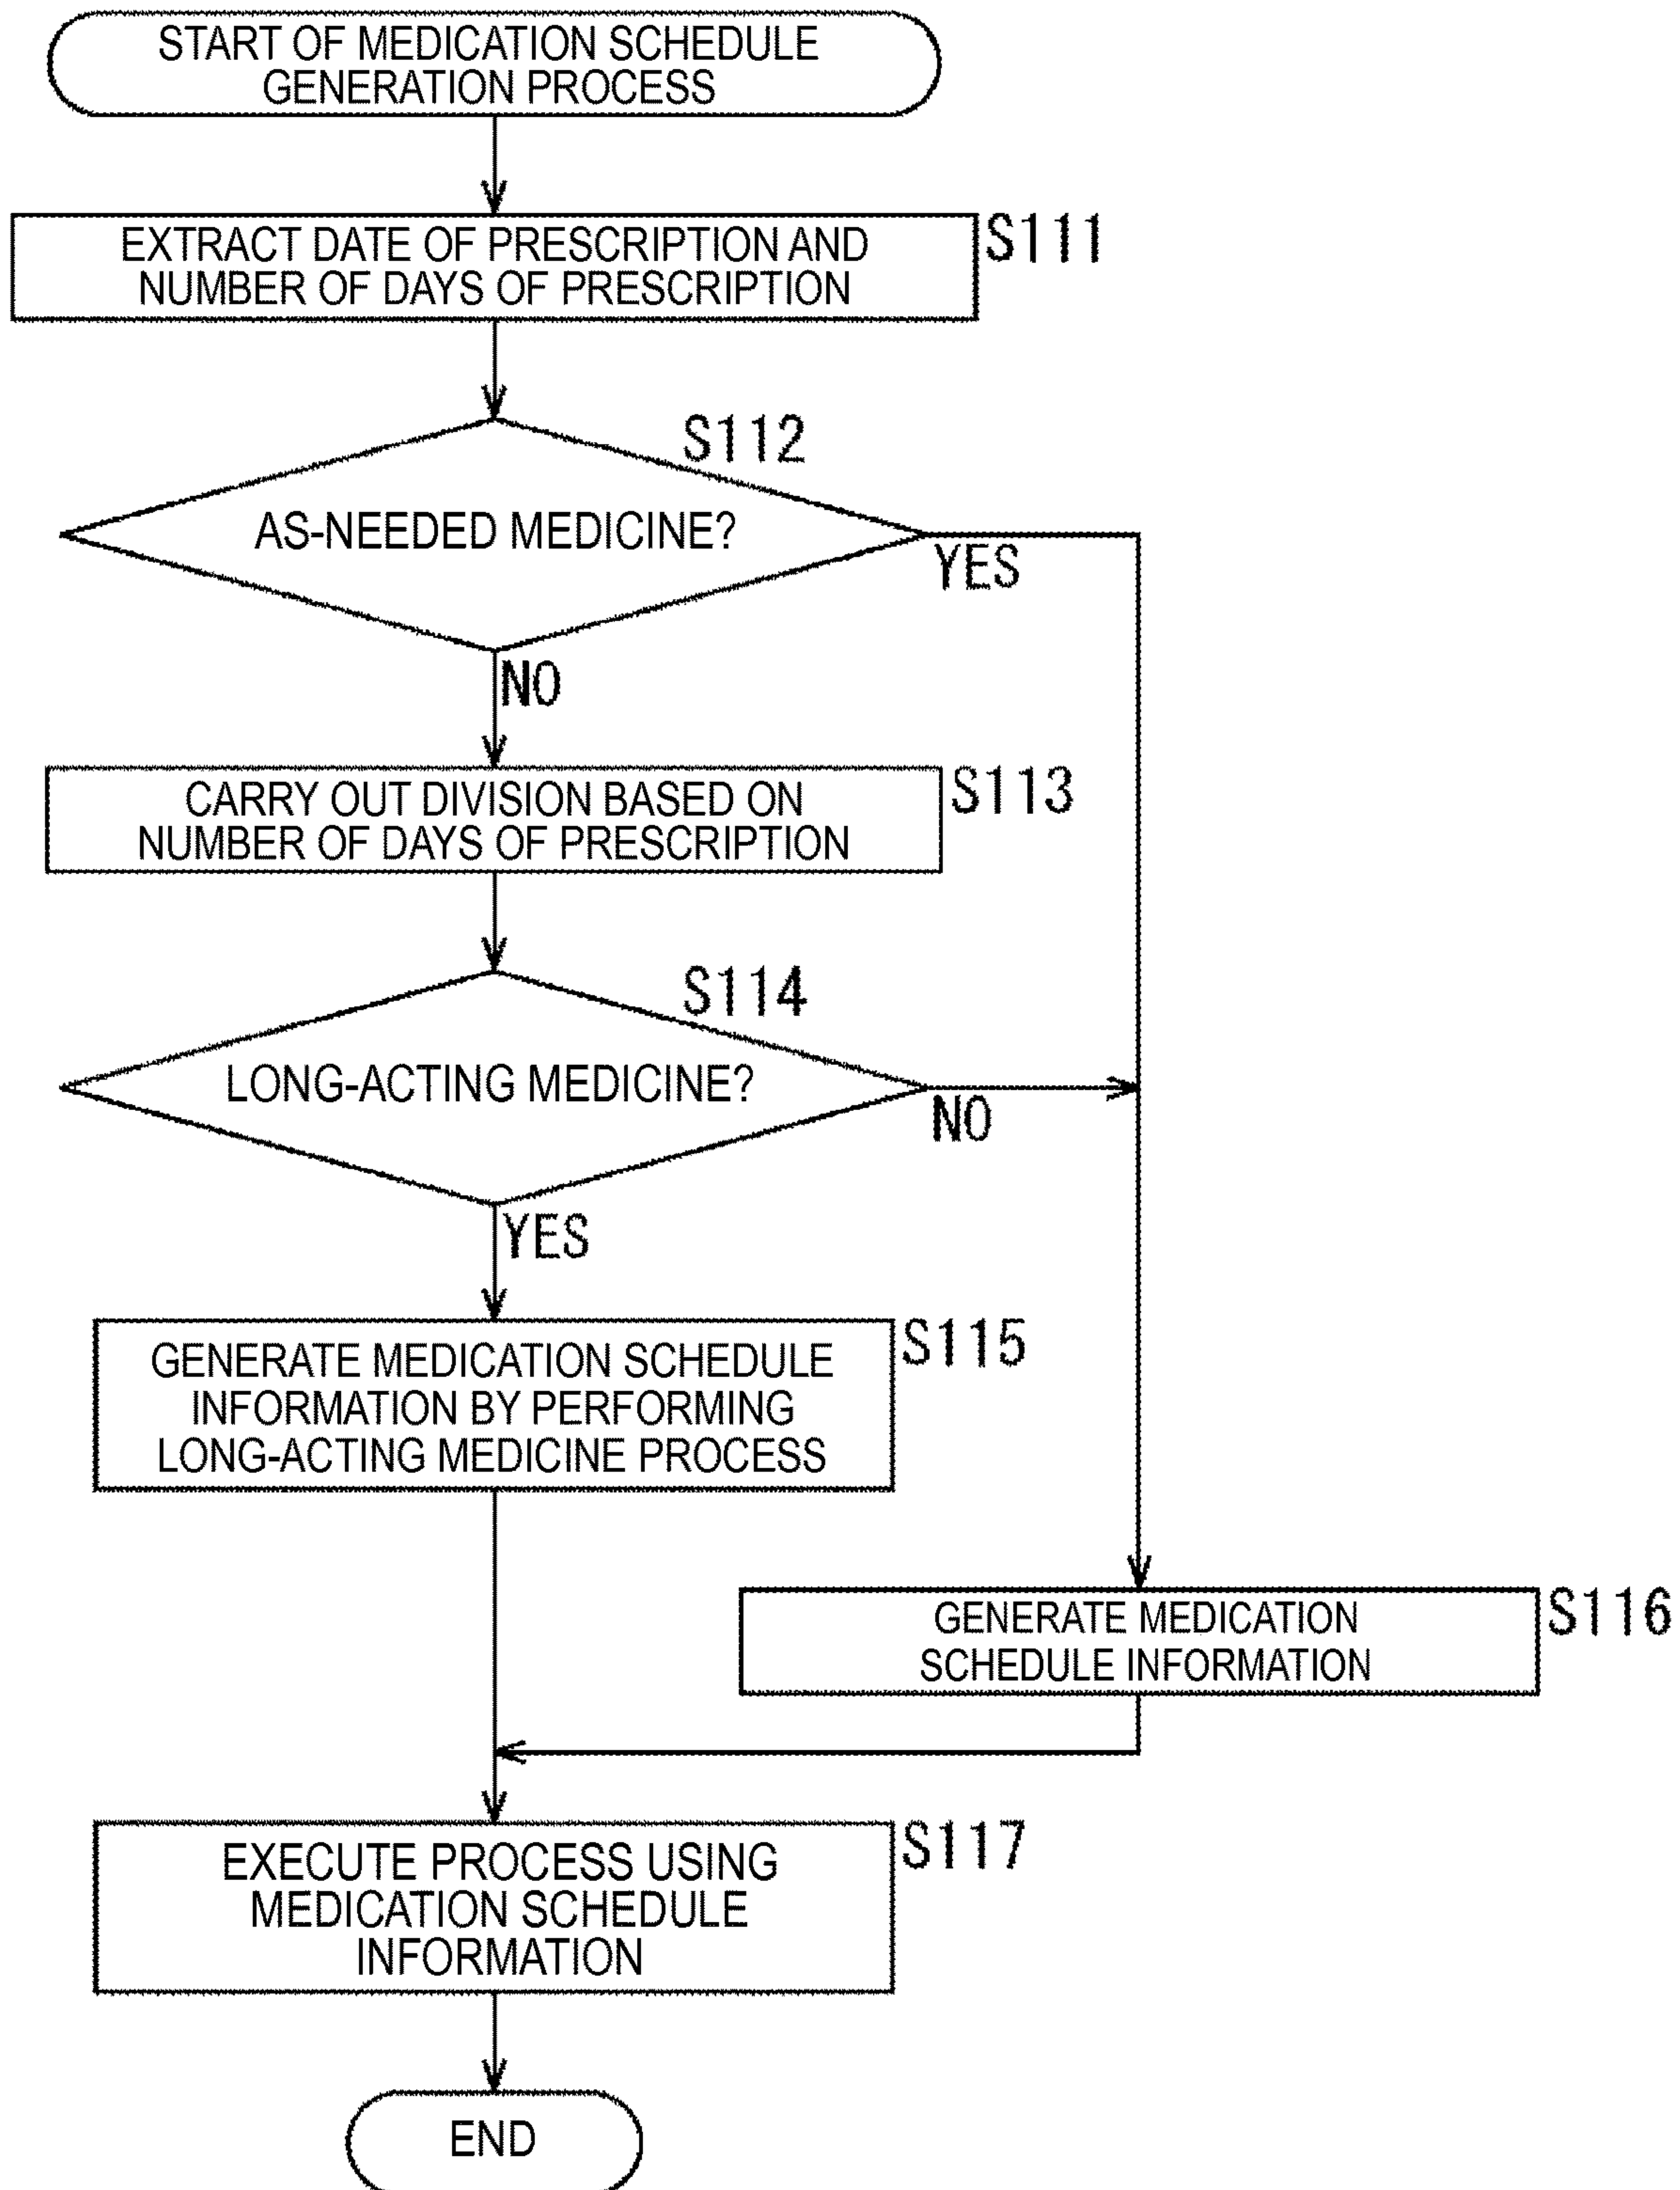 START OF MEDICATION SCHEDULE
GENERATION PROCESS
EXTRACT DATE OF PRESCRIPTION AND
NUMBER OF DAYS OF PRESCRIPTION
S111
S112
AS-NEEDED MEDICINE?
YES
NO
CARRY OUT DIVISION BASED ON
NUMBER OF DAYS OF PRESCRIPTION
S113
S114
LONG-ACTING MEDICINE?
NO
YES
GENERATE MEDICATION SCHEDULE
INFORMATION BY PERFORMING
LONG-ACTING MEDICINE PROCESS
S115
GENERATE MEDICATION
SCHEDULE INFORMATION
S116
EXECUTE PROCESS USING
MEDICATION SCHEDULE
INFORMATION
S117
END